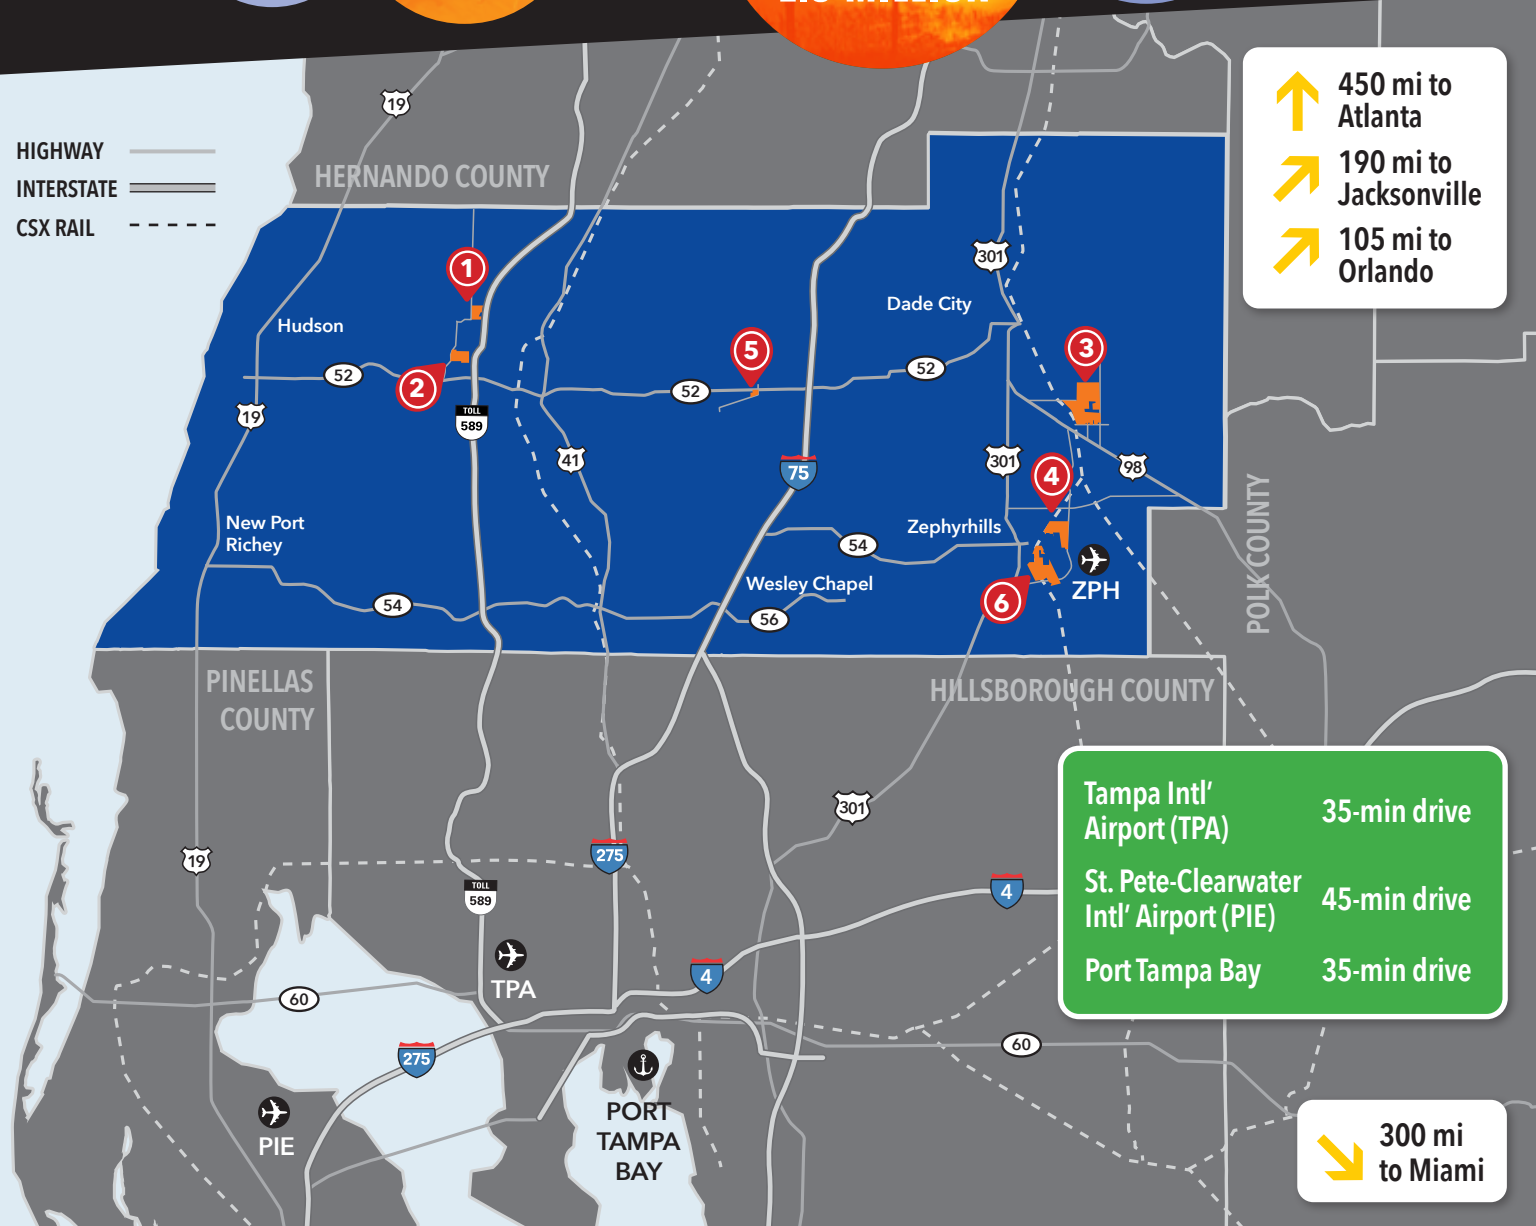 450 mi to
Atlanta
190 mi to
Jacksonville
105 mi to
Orlando
HIGHWAY
INTERSTATE
CSX RAIL
19
HERNANDO COUNTY
1
301
Hudson
Dade City
5
3
52
2
52
52
19
TOLL
589
41
75
301
4
98
New Port
Richey
Zephyrhills
54
ZPH
Wesley Chapel
54
56
6
POLK COUNTY
PINELLAS
COUNTY
HILLSBOROUGH COUNTY
301
Tampa Intl'
Airport (TPA)
35-min drive
St. Pete-Clearwater
Intl' Airport (PIE)
45-min drive
Port Tampa Bay
35-min drive
19
275
TOLL
589
4
TPA
4
60
275
60
PIE
PORT
TAMPA
BAY
300 mi
to Miami